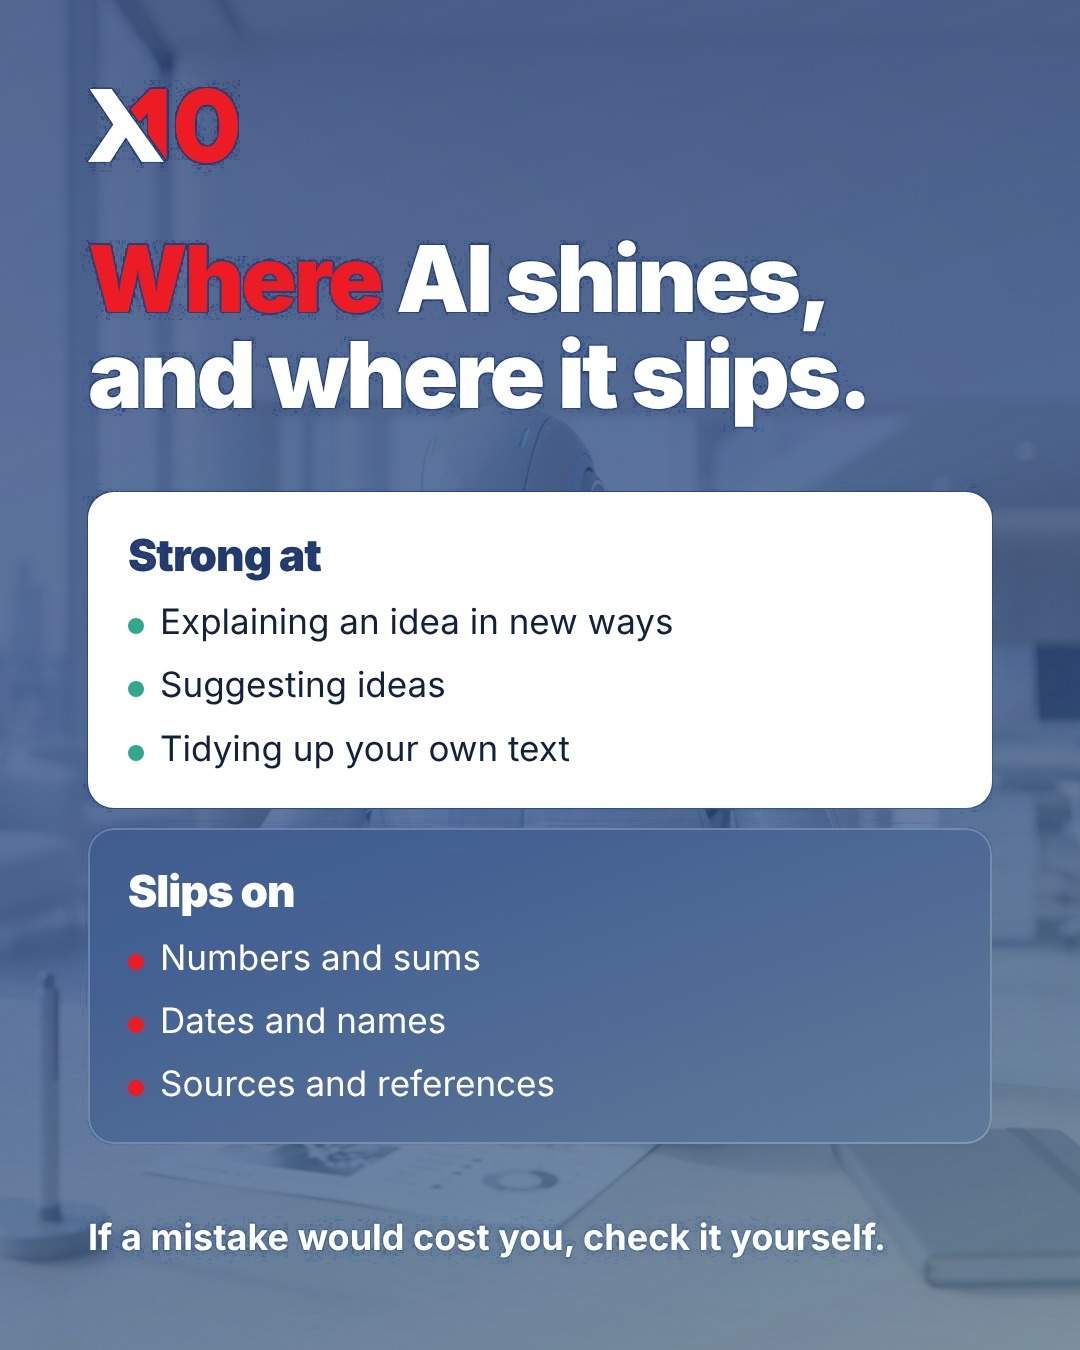 X10
Where AI shines,
and where it slips.
Strong at
Explaining an idea in new ways
Suggesting ideas
Tidying up your own text
Slips on
Numbers and sums
Dates and names
Sources and references
If a mistake would cost you, check it yourself.